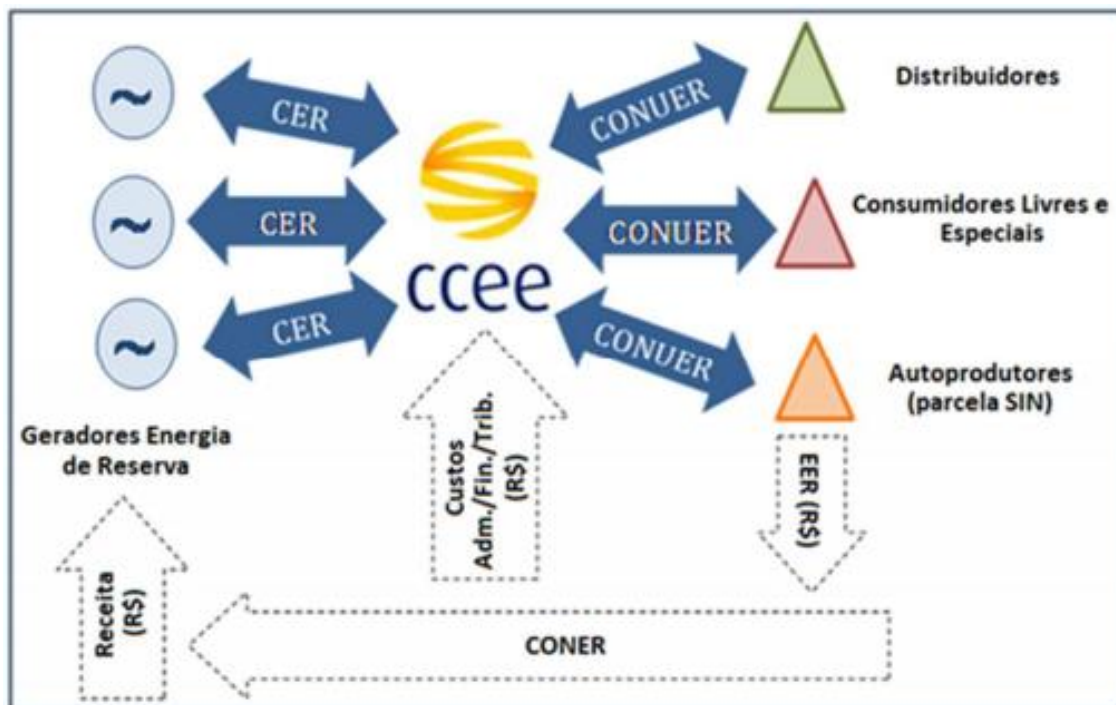 ~
CER
CONUER
Distribuidores
~
CER
ccee
CONUER
Consumidores Livres e
Especiais
~
CER
CONUER
Autoprodutores
(parcela SIN)
Geradores Energia
de Reserva
Custos
Adm./Fin./Trib.
(R$)
EER (R$)
Receita
(R$)
CONER